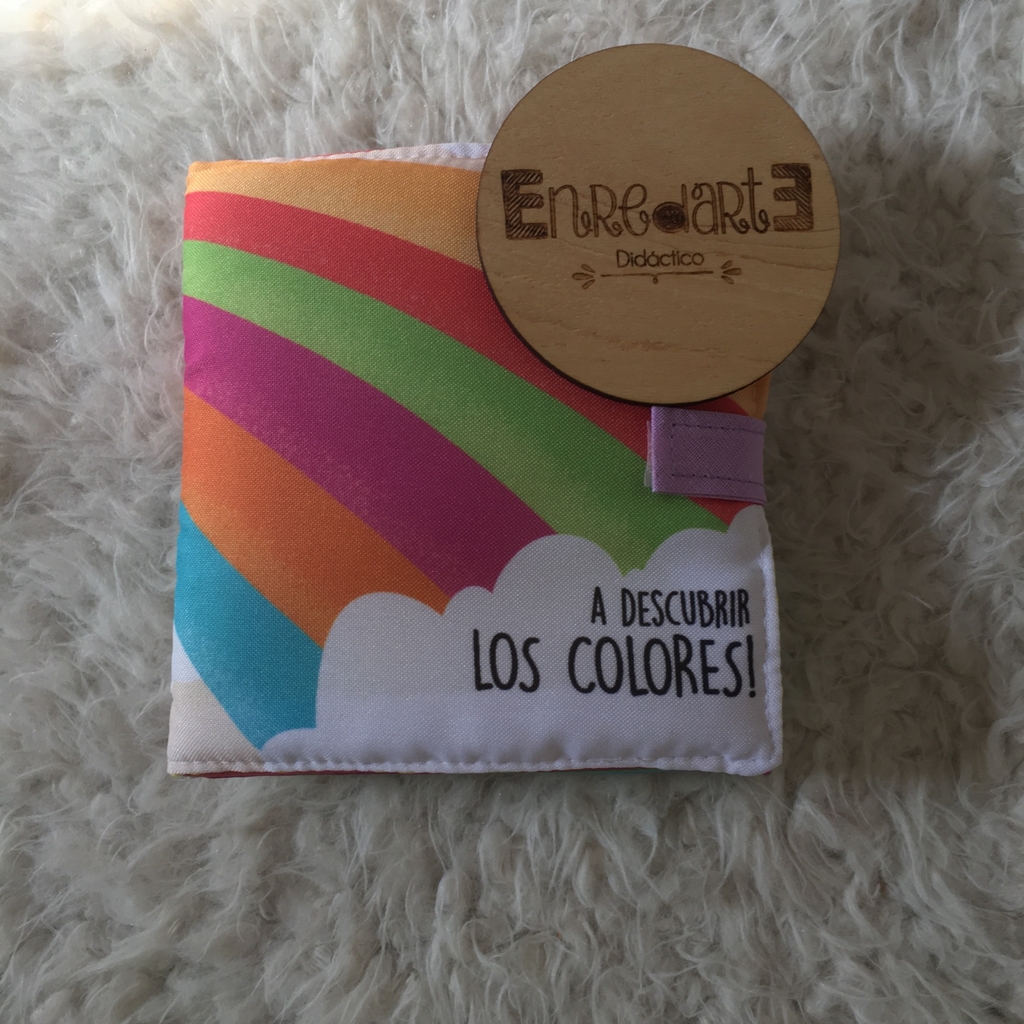 EnredartE
Didáctico
A DESCUBRIR
LOS COLORES!